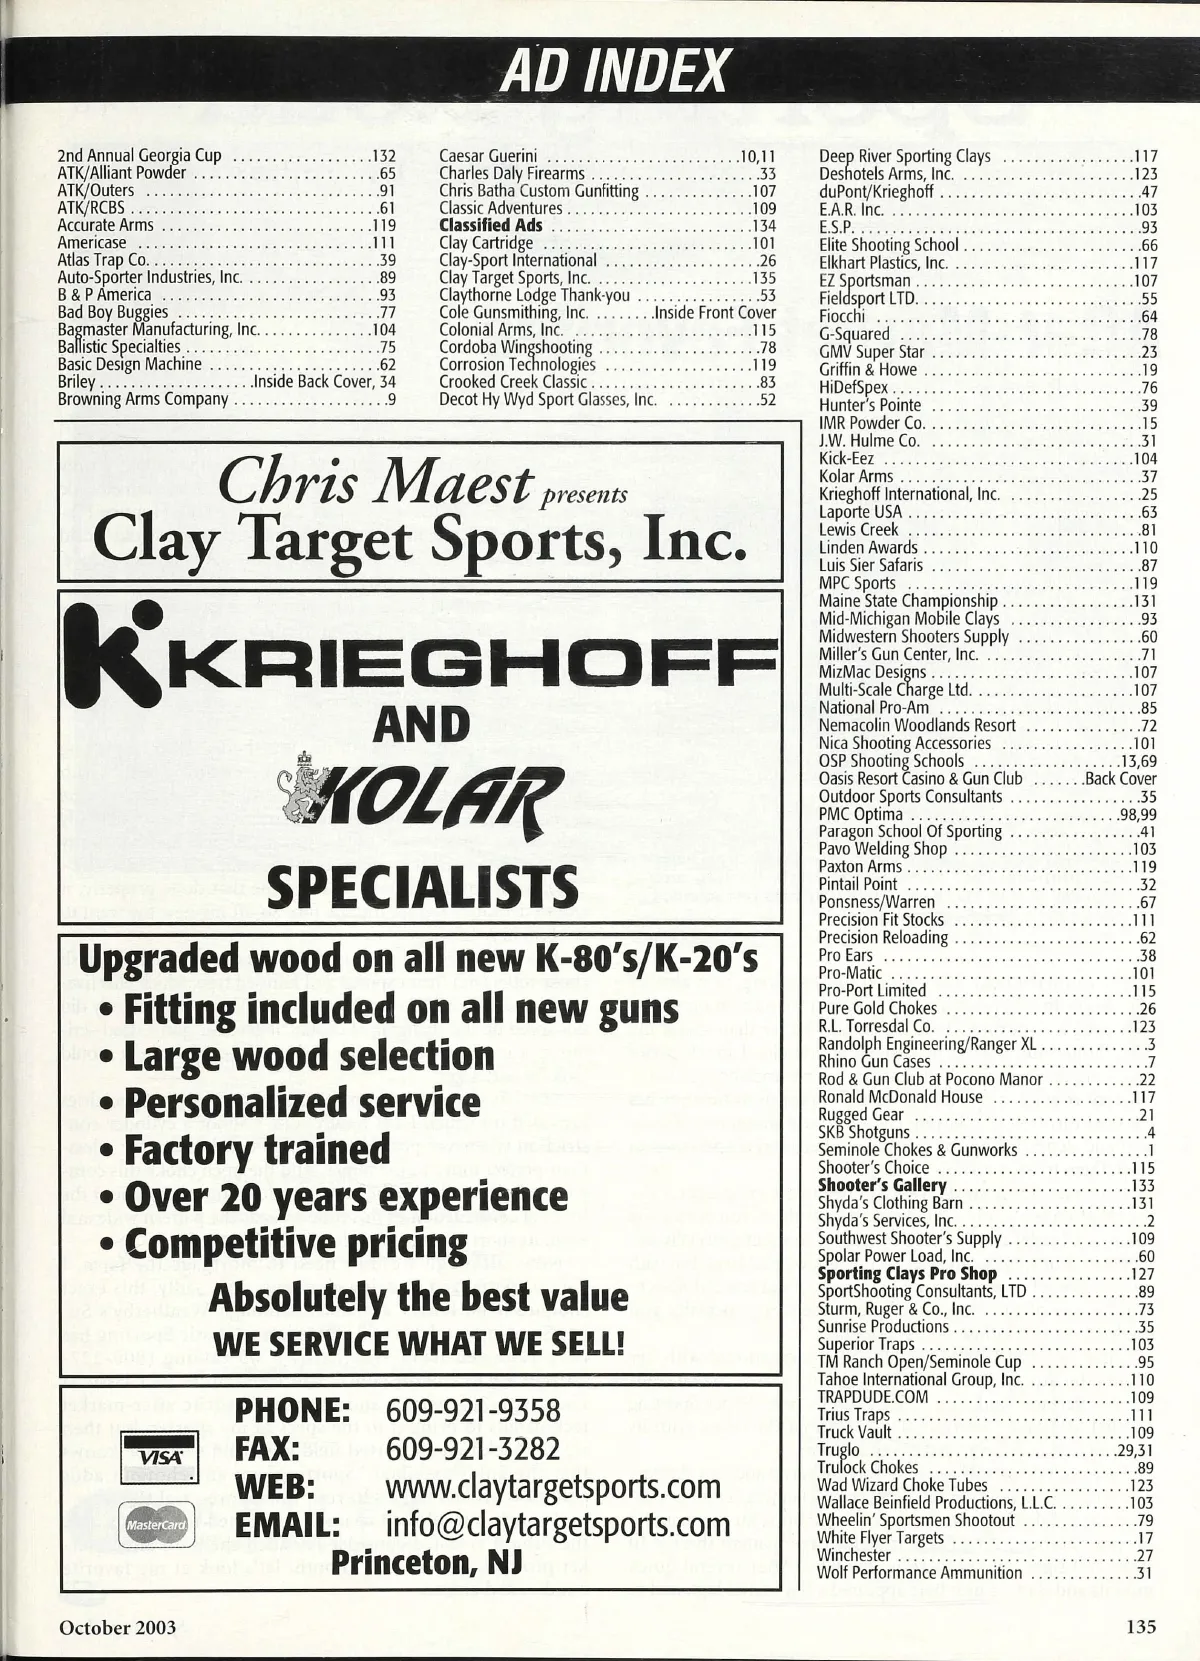 AD INDEX
2nd Annual Georgia Cup ..................132
ATK/Alliant Powder ........................65
ATK/Outers ..............................91
ATK/RCBS ................................61
Accurate Arms ...........................119
Americase ..............................111
Atlas Trap Co. .............................39
Auto-Sporter Industries, Inc. .................89
B & P America ............................93
Bad Boy Buggies ..........................77
Bagmaster Manufacturing, Inc. ..............104
Ballistic Specialties .........................75
Basic Design Machine ......................62
Briley ....................Inside Back Cover, 34
Browning Arms Company ....................9
Caesar Guerini .........................10,11
Charles Daly Firearms ......................33
Chris Batha Custom Gunfitting ..............107
Classic Adventures ........................109
Classified Ads ..........................134
Clay Cartridge ...........................101
Clay-Sport International ....................26
Clay Target Sports, Inc. ....................135
Claythorne Lodge Thank-you ................53
Cole Gunsmithing, Inc. ........Inside Front Cover
Colonial Arms, Inc. ........................115
Cordoba Wingshooting .....................78
Corrosion Technologies ...................119
Crooked Creek Classic ......................83
Decot Hy Wyd Sport Glasses, Inc. ............52
Deep River Sporting Clays .................117
Deshotels Arms, Inc. ......................123
duPont/Krieghoff ..........................47
E.A.R. Inc. ...............................103
E.S.P. ....................................93
Elite Shooting School .......................66
Elkhart Plastics, Inc. .......................117
EZ Sportsman ............................107
Fieldsport LTD. ............................55
Fiocchi ..................................64
G-Squared ...............................78
GMV Super Star ...........................23
Griffin & Howe ............................19
HiDefSpex ................................76
Hunter's Pointe ...........................39
IMR Powder Co. ...........................15
J.W. Hulme Co. ...........................31
Kick-Eez ................................104
Kolar Arms ...............................37
Krieghoff International, Inc. ..................25
Laporte USA ..............................63
Lewis Creek ..............................81
Linden Awards ...........................110
Luis Sier Safaris ...........................87
MPC Sports .............................119
Maine State Championship .................131
Mid-Michigan Mobile Clays .................93
Midwestern Shooters Supply ................60
Miller's Gun Center, Inc. ....................71
MizMac Designs ..........................107
Multi-Scale Charge Ltd. ....................107
National Pro-Am ..........................85
Nemacolin Woodlands Resort ...............72
Nica Shooting Accessories .................101
OSP Shooting Schools ...................13,69
Oasis Resort Casino & Gun Club .......Back Cover
Outdoor Sports Consultants .................35
PMC Optima ...........................98,99
Paragon School Of Sporting .................41
Pavo Welding Shop .......................103
Paxton Arms .............................119
Pintail Point ..............................32
Ponsness/Warren ..........................67
Precision Fit Stocks .......................111
Precision Reloading ........................62
Pro Ears .................................38
Pro-Matic ...............................101
Pro-Port Limited .........................115
Pure Gold Chokes .........................26
R.L. Torresdal Co. ........................123
Randolph Engineering/Ranger XL ..............3
Rhino Gun Cases ...........................7
Rod & Gun Club at Pocono Manor ............22
Ronald McDonald House ..................117
Rugged Gear .............................21
SKB Shotguns ..............................4
Seminole Chokes & Gunworks ................1
Shooter's Choice .........................115
Shooter's Gallery .......................133
Shyda's Clothing Barn .....................131
Shyda's Services, Inc. ........................2
Southwest Shooter's Supply ................109
Spolar Power Load, Inc. .....................60
Sporting Clays Pro Shop ................127
SportShooting Consultants, LTD ..............89
Sturm, Ruger & Co., Inc. ....................73
Sunrise Productions ........................35
Superior Traps ...........................103
TM Ranch Open/Seminole Cup ..............95
Tahoe International Group, Inc. .............110
TRAPDUDE.COM .........................109
Trius Traps ..............................111
Truck Vault ..............................109
Truglo ................................29,31
Trulock Chokes ...........................89
Wad Wizard Choke Tubes ..................123
Wallace Beinfield Productions, L.L.C. .........103
Wheelin' Sportsmen Shootout ...............79
White Flyer Targets ........................17
Winchester ...............................27
Wolf Performance Ammunition ..............31
Chris Maest presents
Clay Target Sports, Inc.
K KRIEGHOFF
AND
KOLAR
SPECIALISTS
Upgraded wood on all new K-80's/K-20's
• Fitting included on all new guns
• Large wood selection
• Personalized service
• Factory trained
• Over 20 years experience
• Competitive pricing
Absolutely the best value
WE SERVICE WHAT WE SELL!
VISA
MasterCard
PHONE: 609-921-9358
FAX: 609-921-3282
WEB: www.claytargetsports.com
EMAIL: info@claytargetsports.com
Princeton, NJ
October 2003
135